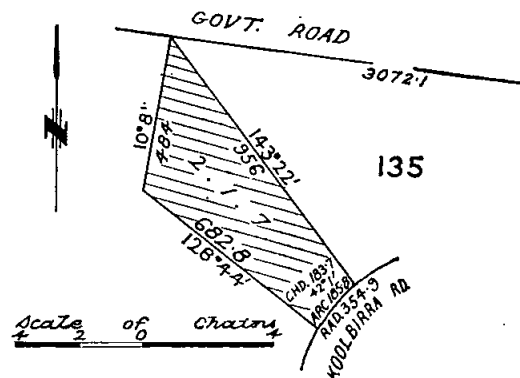 GOVT. ROAD
3072·1
N
10°8'
484
143°22'
956
135
2. 1. 7
682.8
128°44'
CHD. 183·7
42°1'
ARC 185·8
RAD. 354·9
KOOLBIRRA RD.
Scale of Chains
4 2 0 4